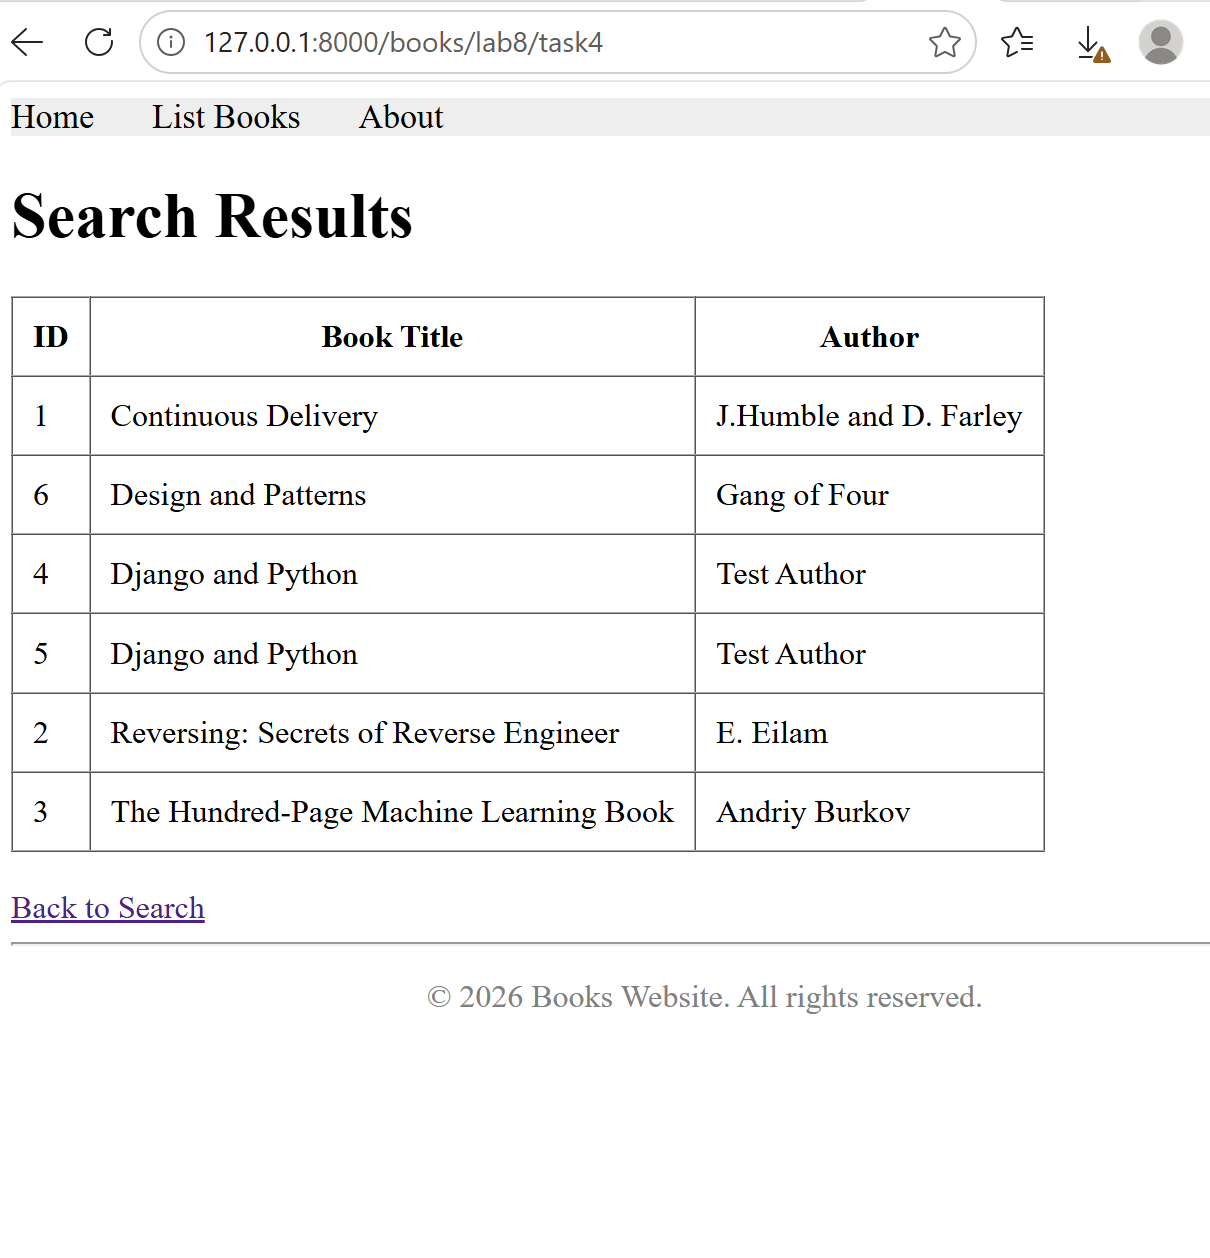 127.0.0.1:8000/books/lab8/task4
Home List Books About
Search Results
ID Book Title Author
1 Continuous Delivery J.Humble and D. Farley
6 Design and Patterns Gang of Four
4 Django and Python Test Author
5 Django and Python Test Author
2 Reversing: Secrets of Reverse Engineer E. Eilam
3 The Hundred-Page Machine Learning Book Andriy Burkov
Back to Search
© 2026 Books Website. All rights reserved.